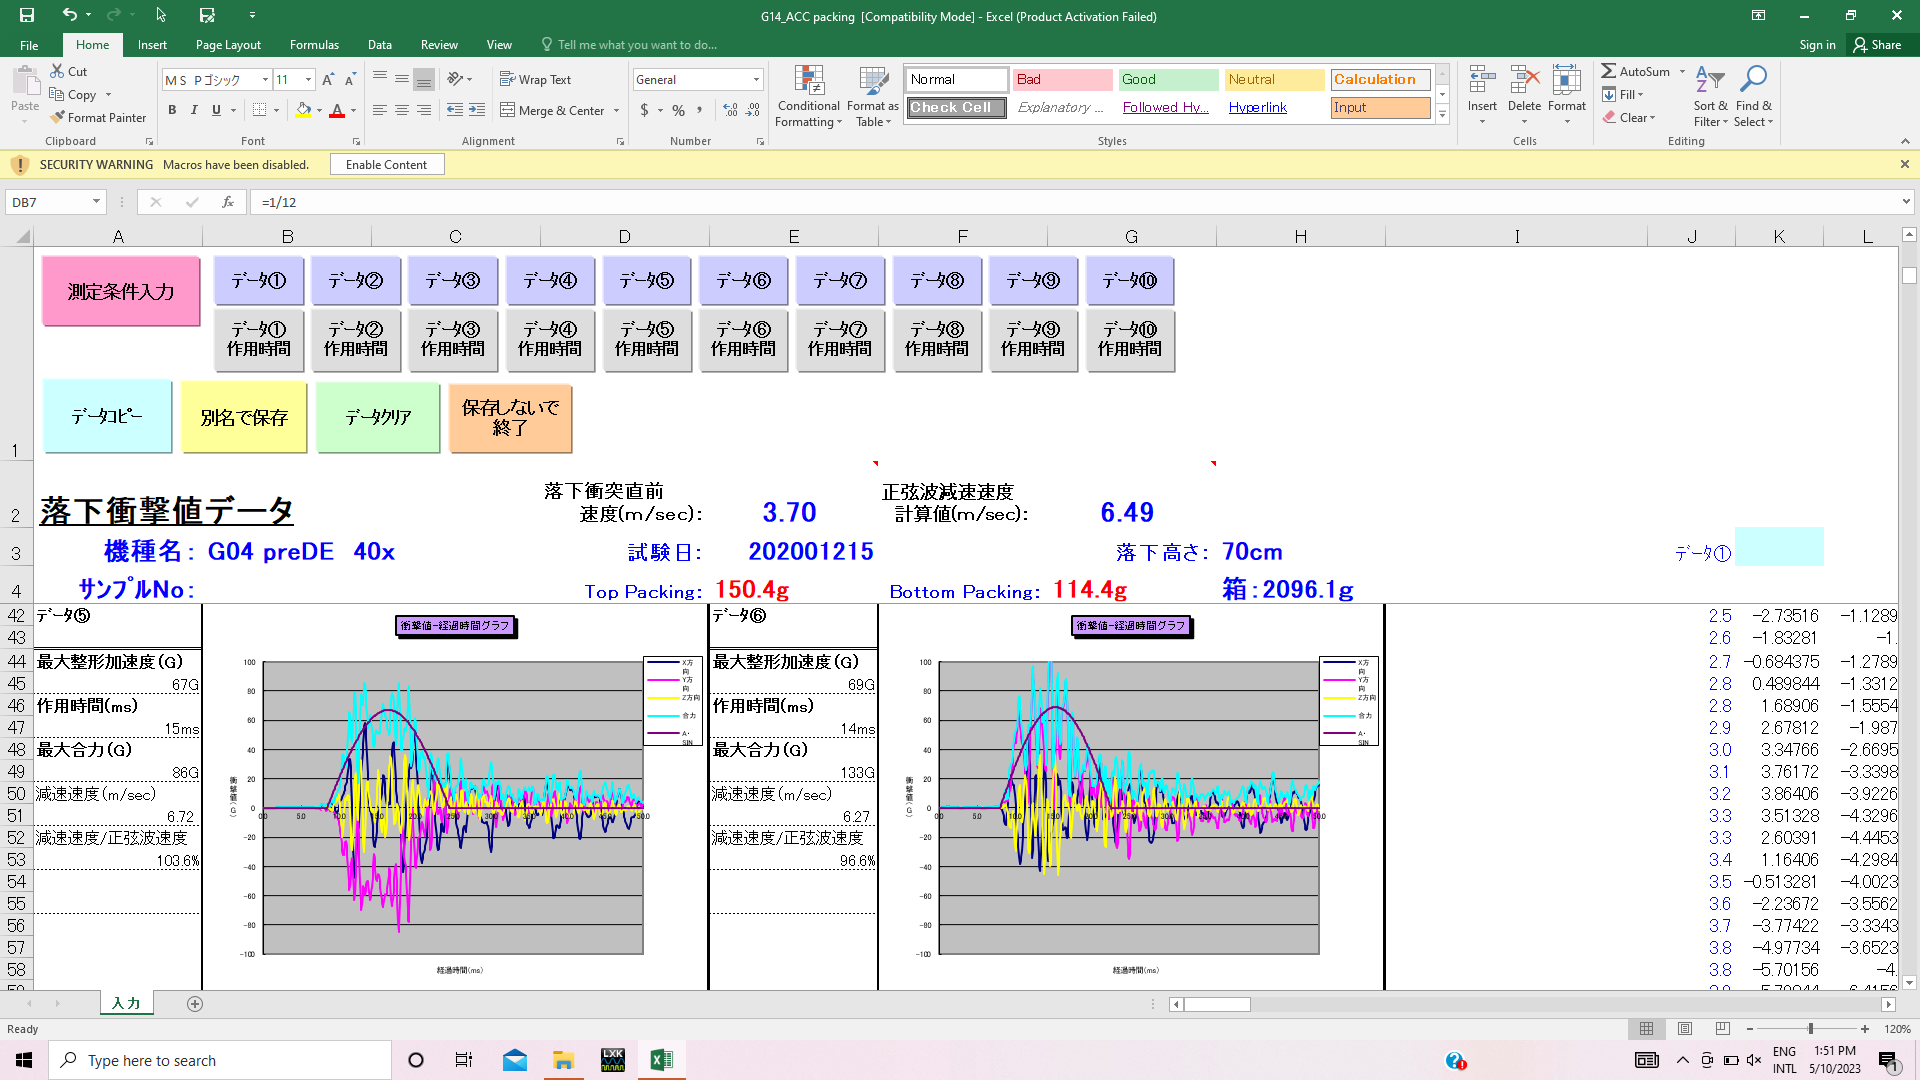 G14_ACC packing [Compatibility Mode] - Excel (Product Activation Failed)
File Home Insert Page Layout Formulas Data Review View Tell me what you want to do... Sign in Share
Paste Cut Copy Format Painter Clipboard
MS Pゴシック 11 B I U Font
Wrap Text Merge & Center Alignment
General $ % Number
Conditional Formatting Format as Table
Normal Bad Good Neutral Calculation
Check Cell Explanatory ... Followed Hy... Hyperlink Input
Styles
Insert Delete Format Cells
AutoSum Fill Clear Sort & Filter Find & Select Editing
SECURITY WARNING Macros have been disabled. Enable Content
DB7 fx =1/12
A B C D E F G H I J K L
測定条件入力 データ① データ② データ③ データ④ データ⑤ データ⑥ データ⑦ データ⑧ データ⑨ データ⑩
データ① 作用時間 データ② 作用時間 データ③ 作用時間 データ④ 作用時間 データ⑤ 作用時間 データ⑥ 作用時間 データ⑦ 作用時間 データ⑧ 作用時間 データ⑨ 作用時間 データ⑩ 作用時間
データコピー 別名で保存 データクリア 保存しないで終了
1
2 落下衝撃値データ 落下衝突直前 速度(m/sec): 3.70 正弦波減速速度 計算値(m/sec): 6.49
3 機種名: G04 preDE 40x 試験日: 202001215 落下高さ: 70cm データ①
4 サンプルNo: Top Packing: 150.4g Bottom Packing: 114.4g 箱:2096.1g
42 データ⑤ 衝撃値-経過時間グラフ データ⑥ 衝撃値-経過時間グラフ 2.5 -2.73516 -1.1289
43 2.6 -1.83281 -1.
44 最大整形加速度(G) 最大整形加速度(G) 2.7 -0.684375 -1.2789
45 67G 69G 2.8 0.489844 -1.3312
46 作用時間(ms) 作用時間(ms) 2.8 1.68906 -1.5554
47 15ms 14ms 2.9 2.67812 -1.987
48 最大合力(G) 最大合力(G) 3.0 3.34766 -2.6695
49 86G 133G 3.1 3.76172 -3.3398
50 減速速度(m/sec) 減速速度(m/sec) 3.2 3.86406 -3.9226
51 6.72 6.27 3.3 3.51328 -4.3296
52 減速速度/正弦波速度 減速速度/正弦波速度 3.3 2.60391 -4.4453
53 103.6% 96.6% 3.4 1.16406 -4.2984
54 3.5 -0.513281 -4.0023
55 3.6 -2.23672 -3.5562
56 3.7 -3.77422 -3.3343
57 3.8 -4.97734 -3.6523
58 3.8 -5.70156 -4.
100 80 60 40 20 0 -20 -40 -60 -80 -100
衝撃値(G)
経過時間(ms)
X方向
Y方向
Z方向
合力
A・SIN
100 80 60 40 20 0 -20 -40 -60 -80 -100
衝撃値(G)
経過時間(ms)
X方向
Y方向
Z方向
合力
A・SIN
入力
Ready 120%
Type here to search LXK ENG INTL 1:51 PM 5/10/2023 1